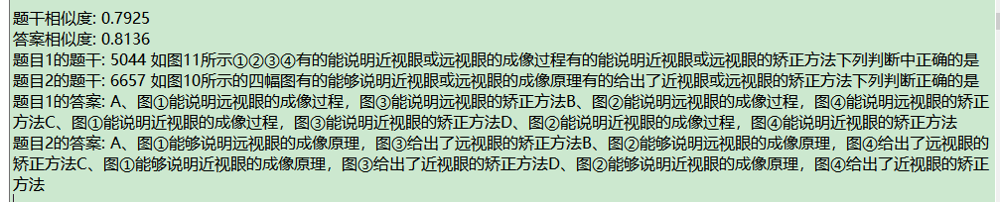 题干相似度: 0.7925
答案相似度: 0.8136
题目1的题干: 5044 如图11所示①②③④有的能说明近视眼或远视眼的成像过程有的能说明近视眼或远视眼的矫正方法下列判断中正确的是
题目2的题干: 6657 如图10所示的四幅图有的能够说明近视眼或远视眼的成像原理有的给出了近视眼或远视眼的矫正方法下列判断正确的是
题目1的答案: A、图①能说明远视眼的成像过程，图③能说明远视眼的矫正方法B、图②能说明远视眼的成像过程，图④能说明远视眼的矫正
方法C、图①能说明近视眼的成像过程，图③能说明近视眼的矫正方法D、图②能说明近视眼的成像过程，图④能说明近视眼的矫正方法
题目2的答案: A、图①能够说明远视眼的成像原理，图③给出了远视眼的矫正方法B、图②能够说明远视眼的成像原理，图④给出了远视眼的
矫正方法C、图①能够说明近视眼的成像原理，图③给出了近视眼的矫正方法D、图②能够说明近视眼的成像原理，图④给出了近视眼的矫正
方法